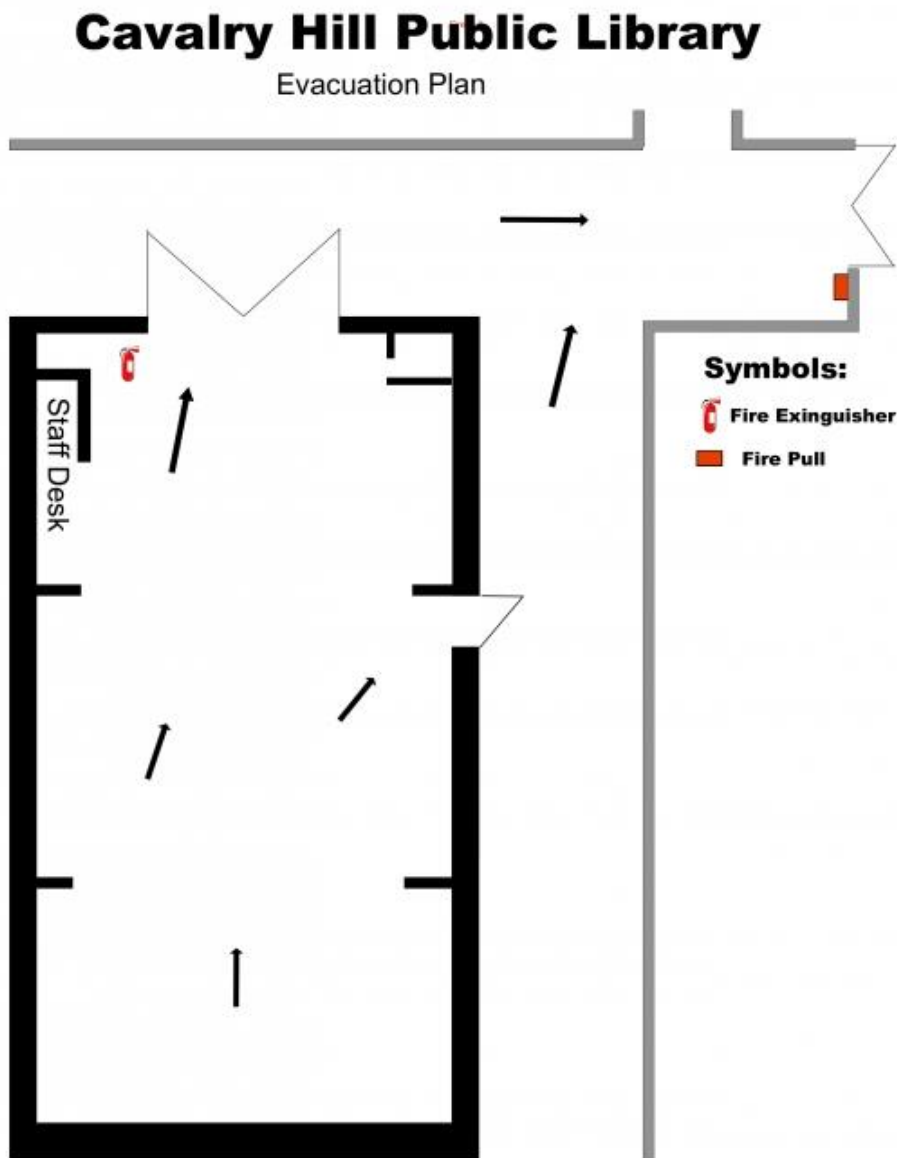 Cavalry Hill Public Library
Evacuation Plan
Staff Desk
Symbols:
Fire Exinguisher
Fire Pull